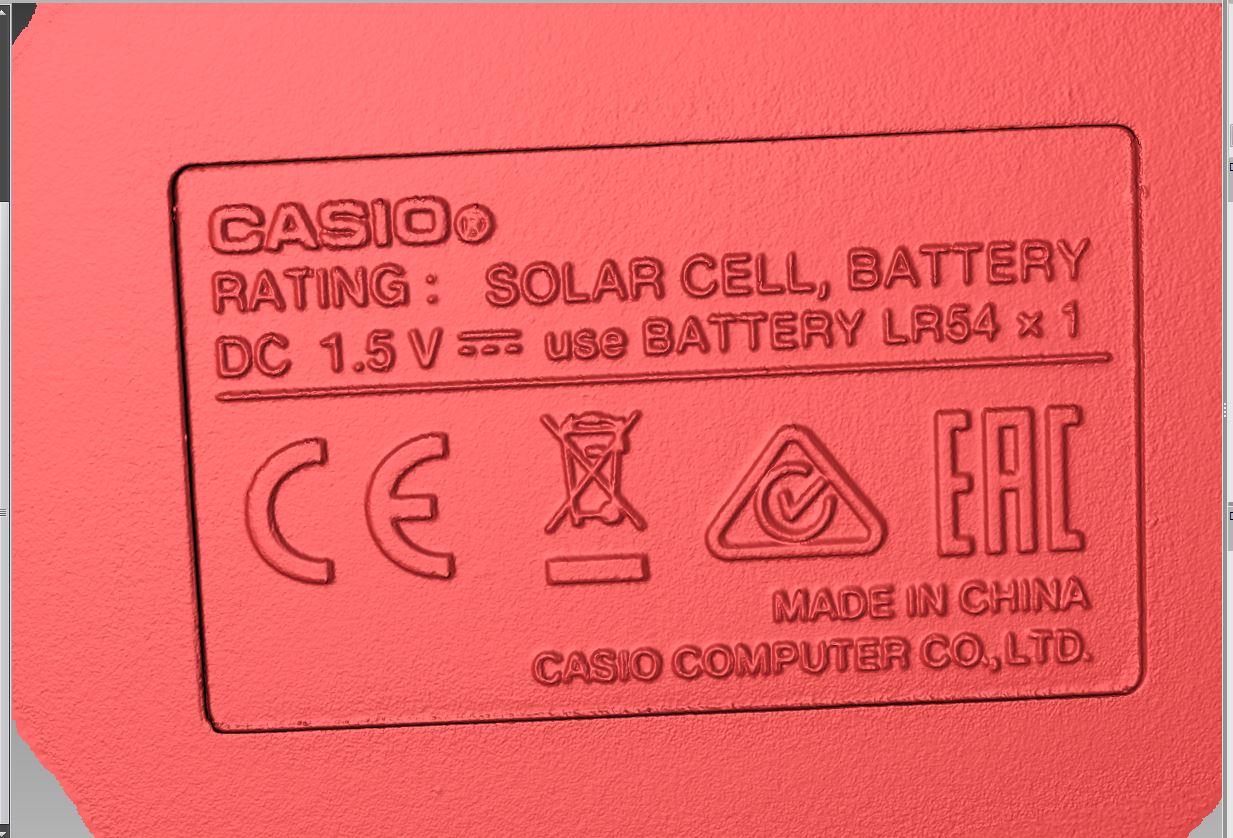 CASIO®
RATING : SOLAR CELL, BATTERY
DC 1.5 V ⎓ use BATTERY LR54 × 1
CE
EAC
MADE IN CHINA
CASIO COMPUTER CO.,LTD.